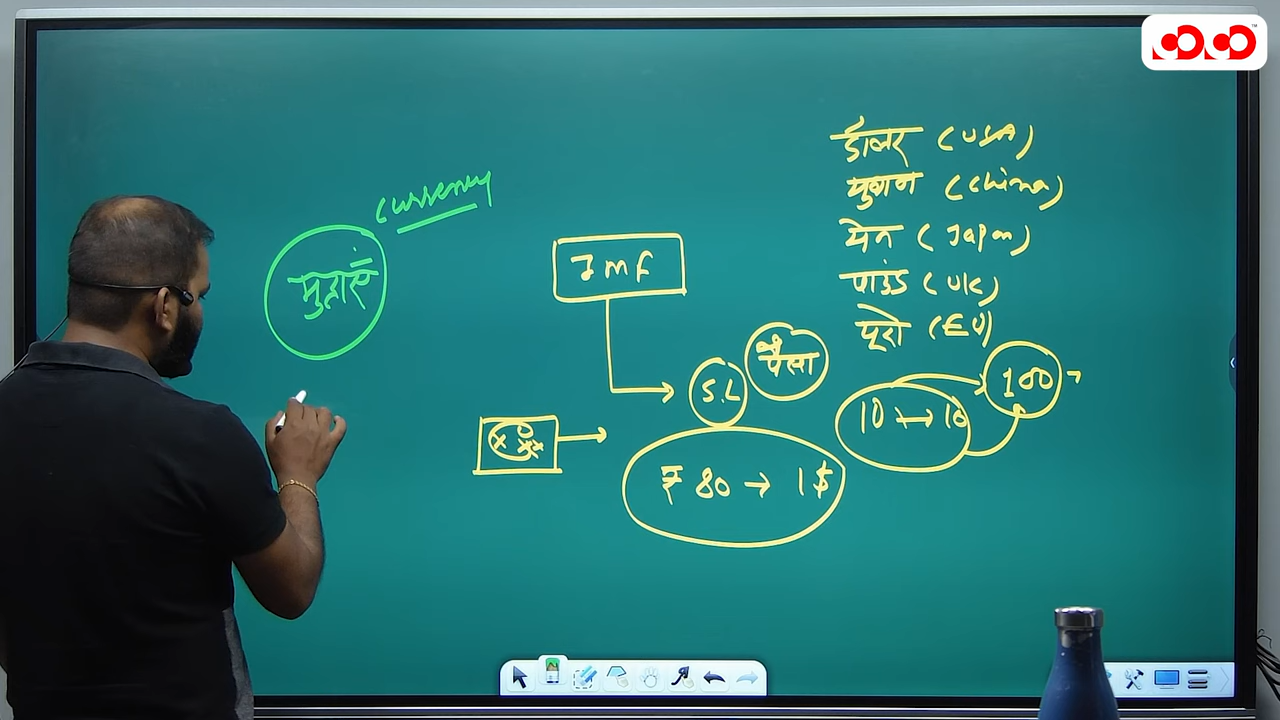 currency
मुद्राएं
IMF
S.L
पैसा
₹ 80 → 1$
डॉलर (USA)
युआन (China)
येन (Japan)
पाउंड (UK)
यूरो (EU)
10 → 10
100